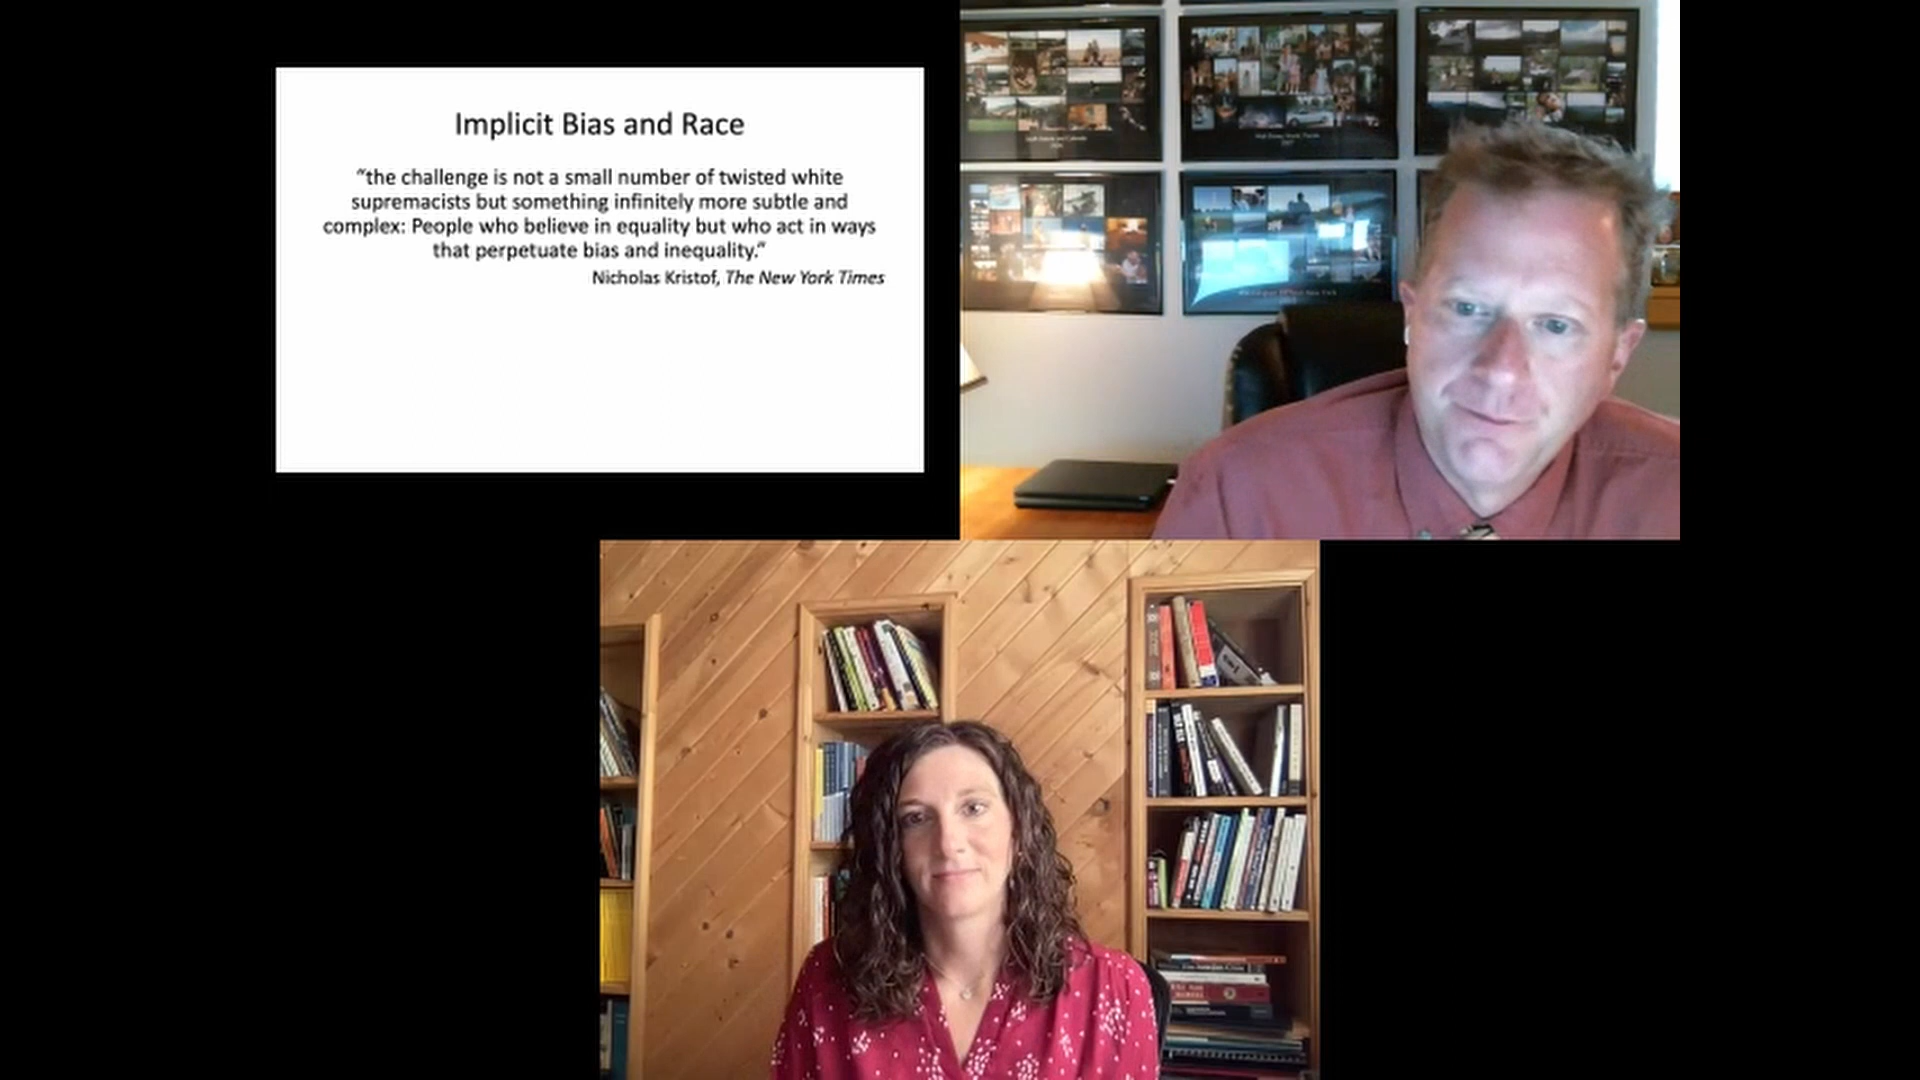 Implicit Bias and Race
“the challenge is not a small number of twisted white
supremacists but something infinitely more subtle and
complex: People who believe in equality but who act in ways
that perpetuate bias and inequality.“
Nicholas Kristof, The New York Times